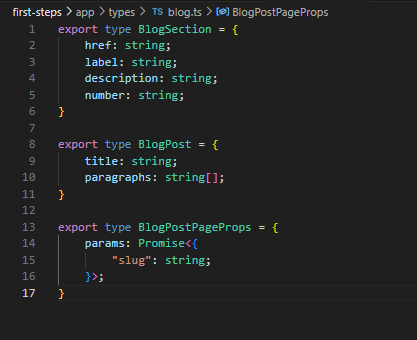 first-steps > app > types > TS blog.ts > BlogPostPageProps
1 export type BlogSection = {
2     href: string;
3     label: string;
4     description: string;
5     number: string;
6 }
7
8 export type BlogPost = {
9     title: string;
10     paragraphs: string[];
11 }
12
13 export type BlogPostPageProps = {
14     params: Promise<{
15         "slug": string;
16     }>;
17 }